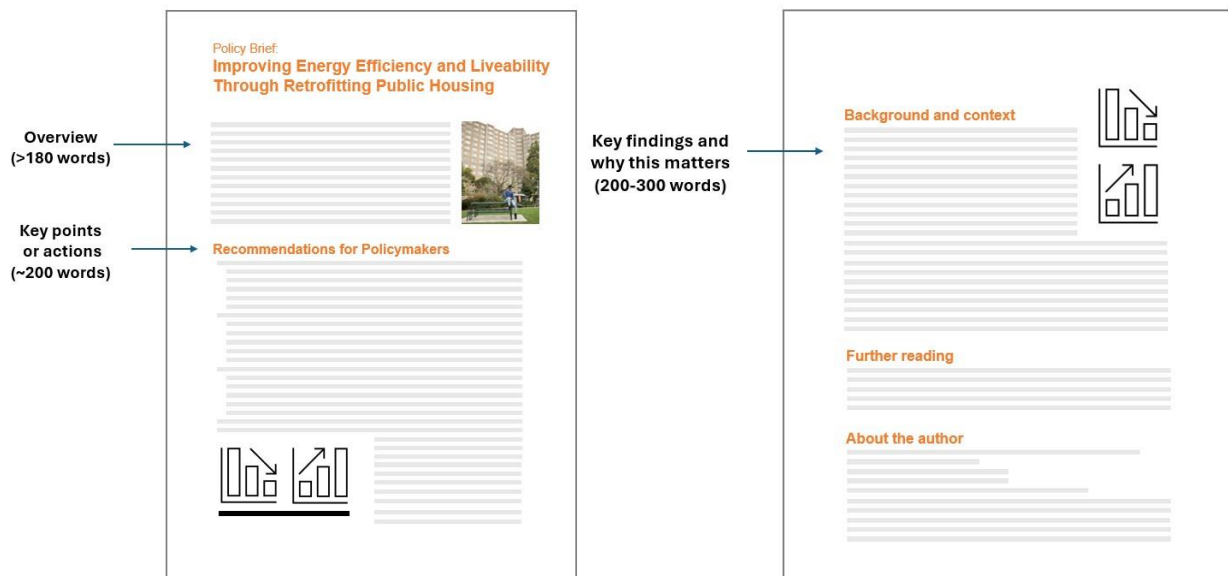 Policy Brief:
Improving Energy Efficiency and Liveability
Through Retrofitting Public Housing
Overview
(>180 words)
Key points
or actions
(~200 words)
Recommendations for Policymakers
Key findings and
why this matters
(200-300 words)
Background and context
Further reading
About the author